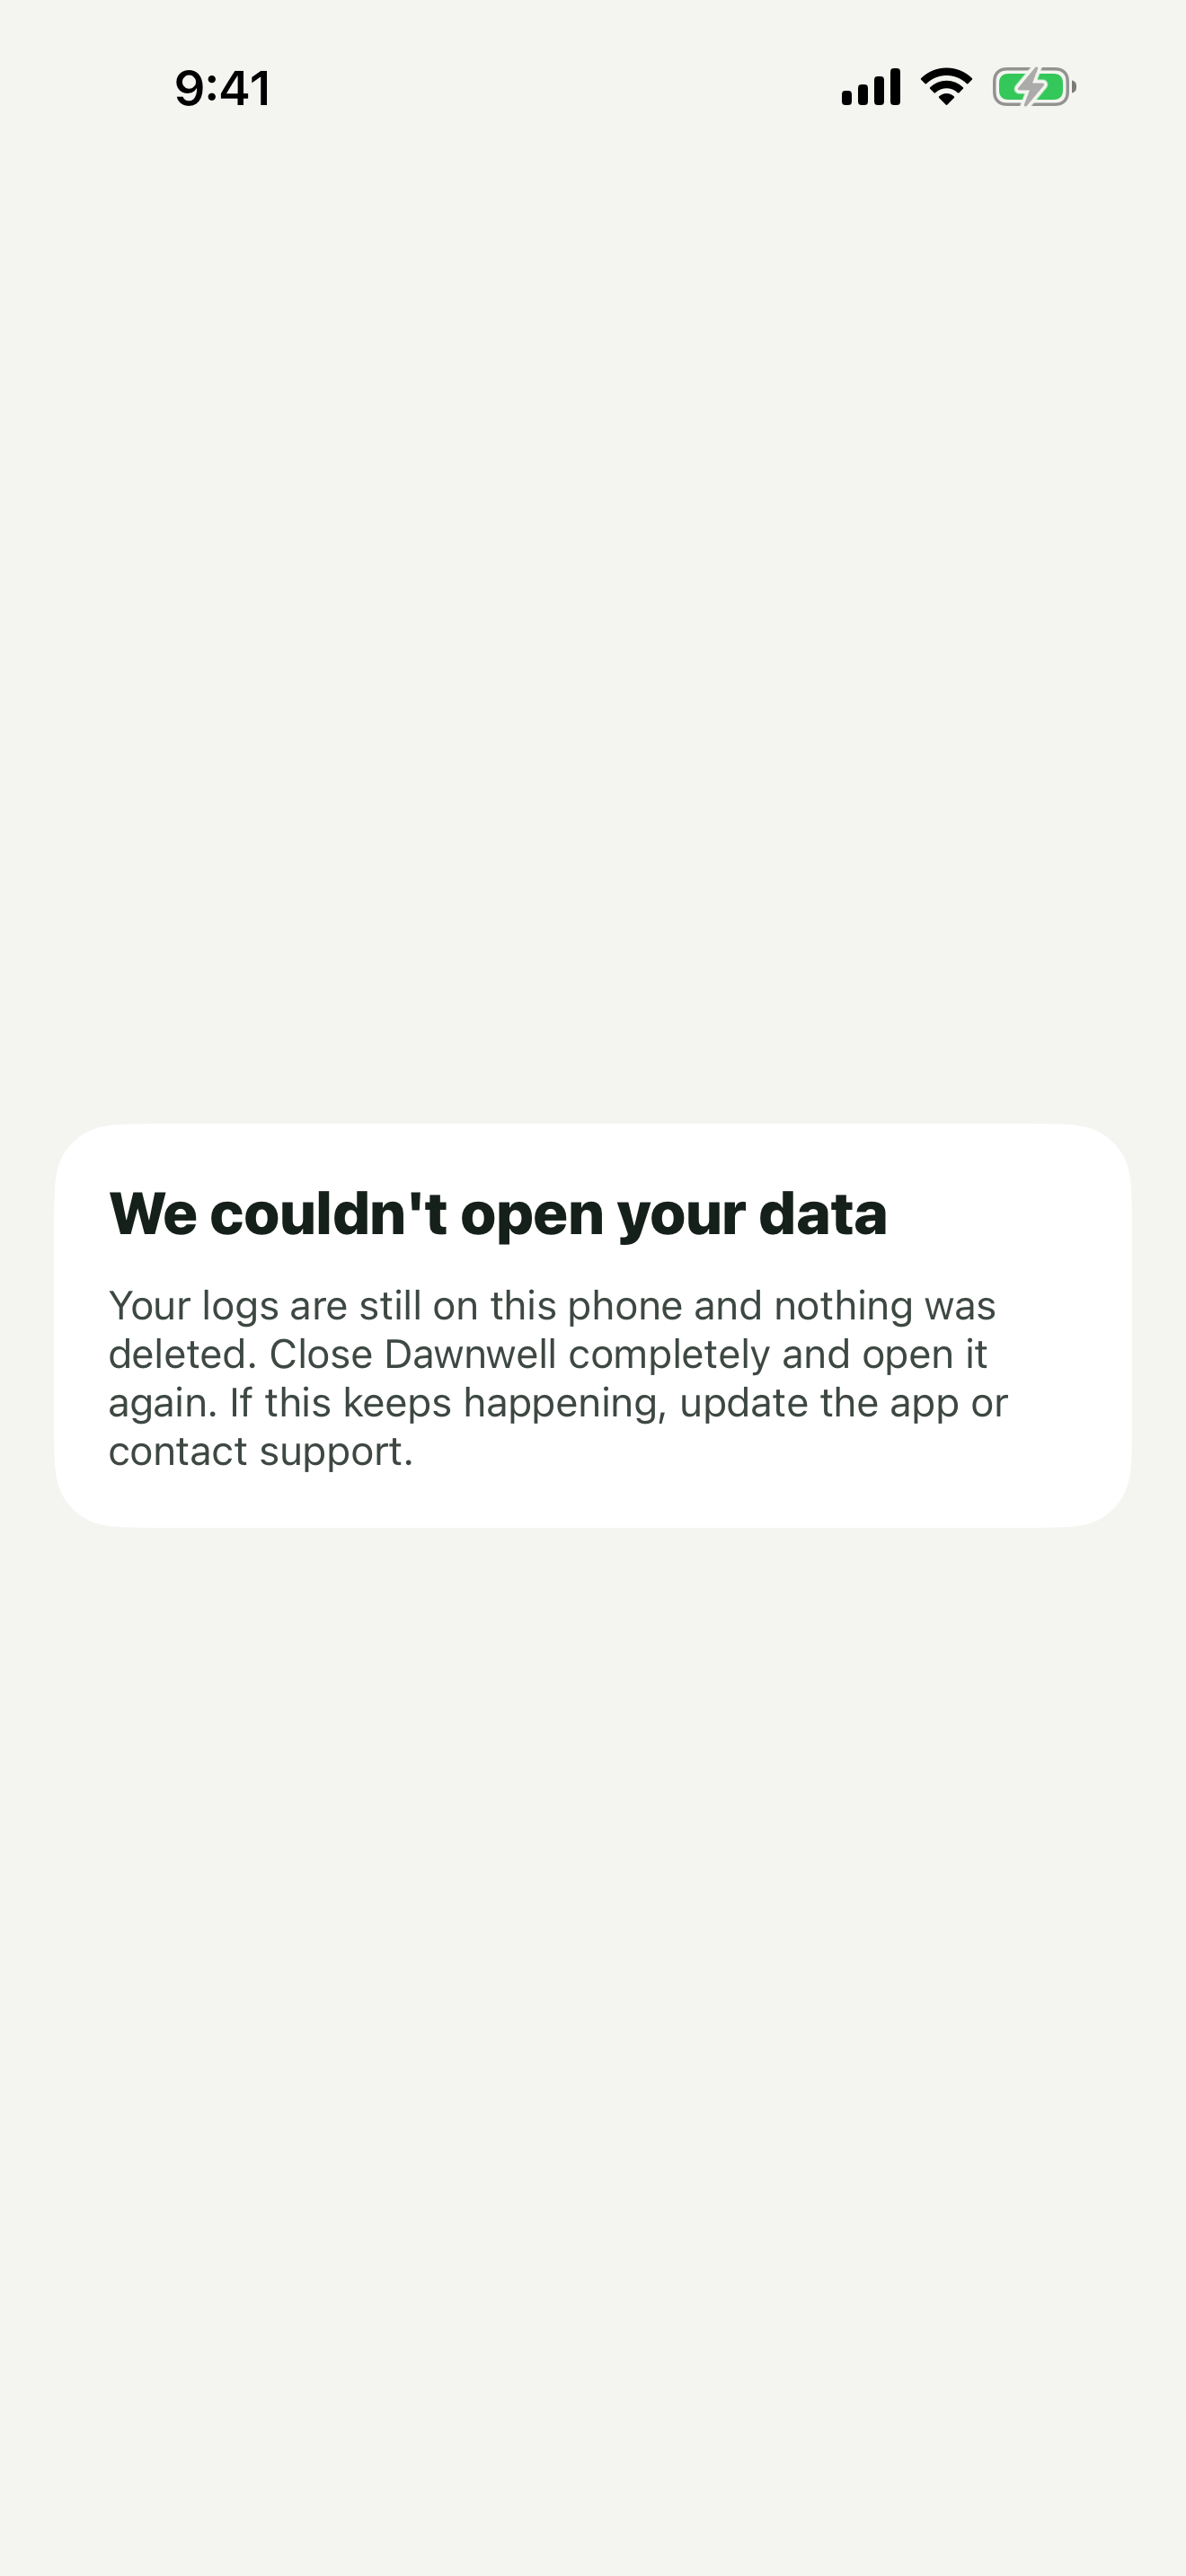 9:41
We couldn't open your data
Your logs are still on this phone and nothing was
deleted. Close Dawnwell completely and open it
again. If this keeps happening, update the app or
contact support.